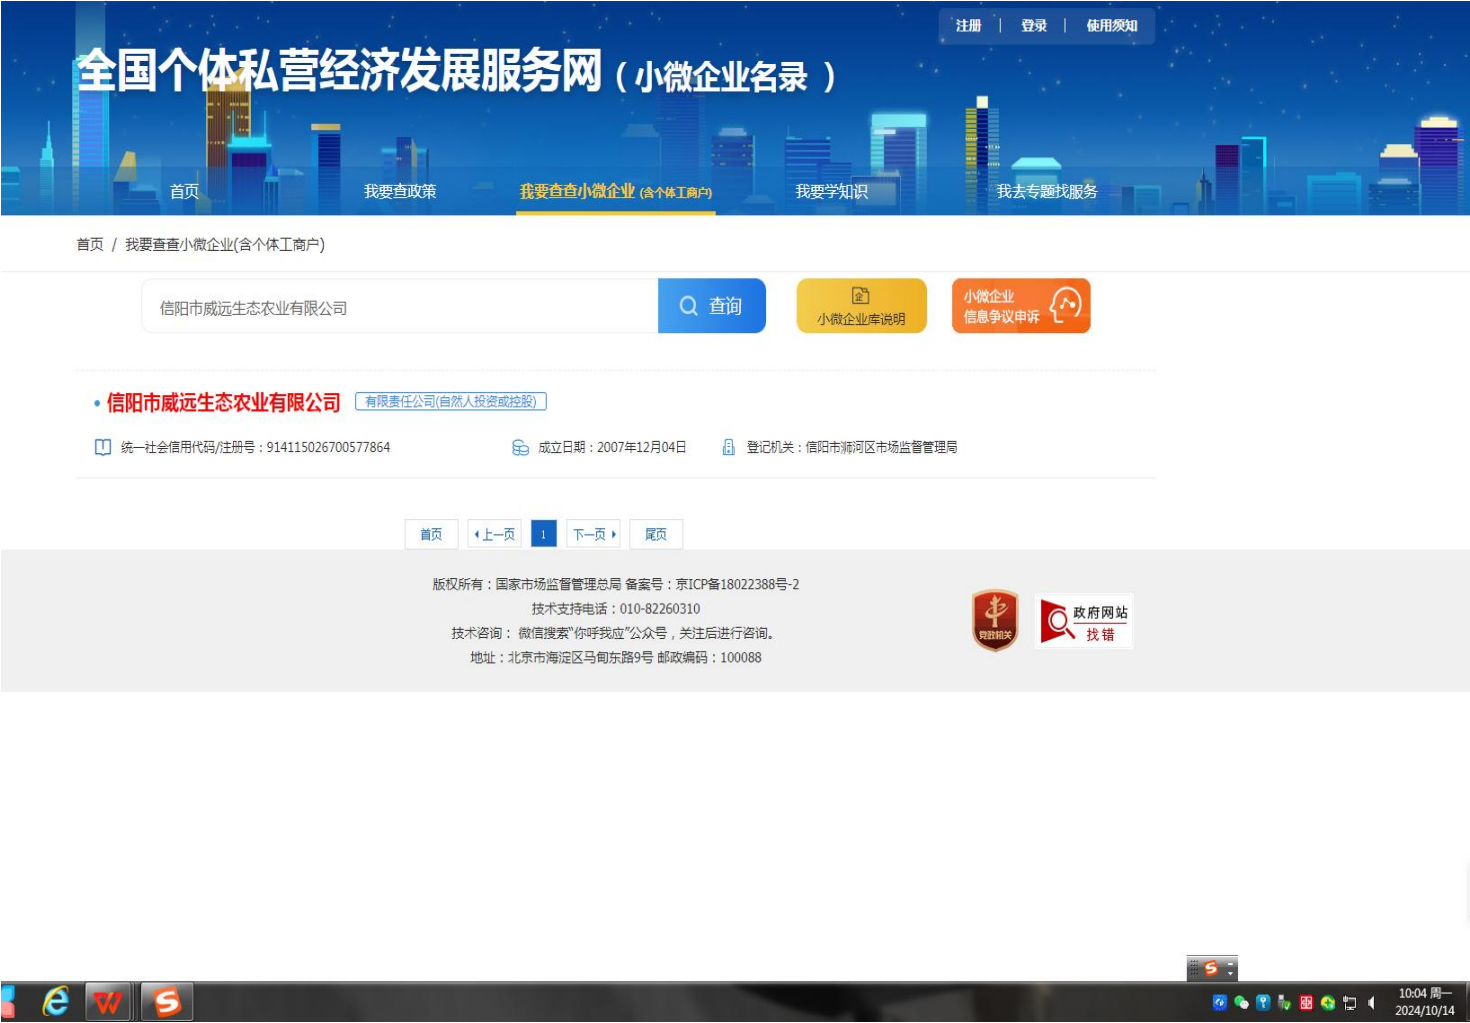 注册 | 登录 | 使用须知
全国个体私营经济发展服务网（小微企业名录 ）
首页 我要查政策 我要查查小微企业 (含个体工商户) 我要学知识 我去专题找服务
首页 / 我要查查小微企业(含个体工商户)
信阳市威远生态农业有限公司 查询 小微企业库说明 小微企业
信息争议申诉
信阳市威远生态农业有限公司 有限责任公司(自然人投资或控股)
统一社会信用代码/注册号：914115026700577864 成立日期：2007年12月04日 登记机关：信阳市浉河区市场监督管理局
首页 上一页 1 下一页 尾页
版权所有：国家市场监督管理总局 备案号：京ICP备18022388号-2
技术支持电话：010-82260310
技术咨询： 微信搜索“你呼我应”公众号，关注后进行咨询。
地址：北京市海淀区马甸东路9号 邮政编码：100088
党政机关
政府网站
找错
10:04 周一
2024/10/14